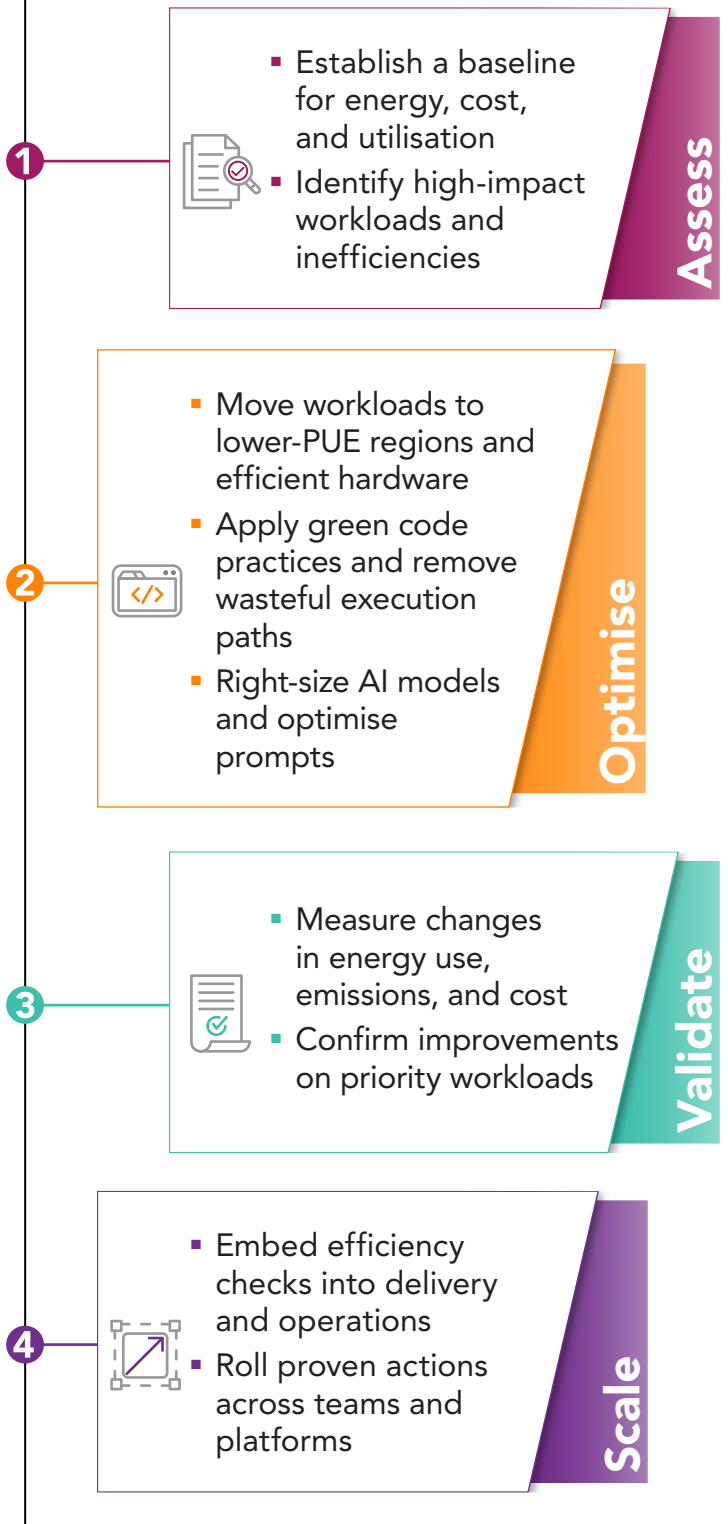 1
▪ Establish a baseline
for energy, cost,
and utilisation
▪ Identify high-impact
workloads and
inefficiencies
Assess
2
▪ Move workloads to
lower-PUE regions and
efficient hardware
▪ Apply green code
practices and remove
wasteful execution
paths
▪ Right-size AI models
and optimise
prompts
</>
Optimise
3
▪ Measure changes
in energy use,
emissions, and cost
▪ Confirm improvements
on priority workloads
Validate
4
▪ Embed efficiency
checks into delivery
and operations
▪ Roll proven actions
across teams and
platforms
Scale